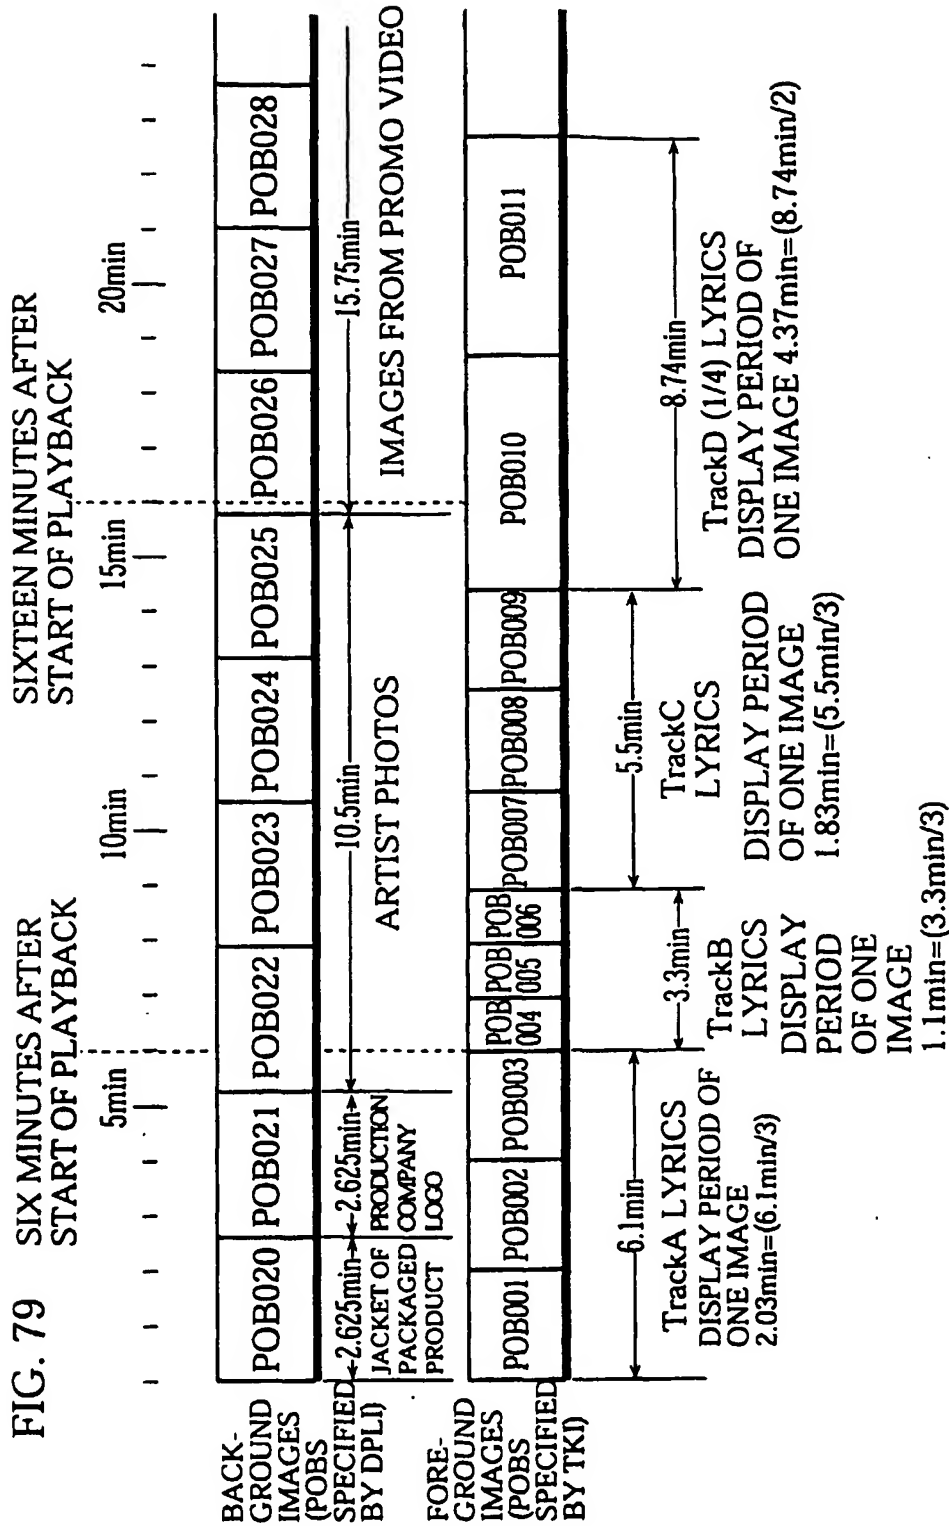 FIG. 79
SIX MINUTES AFTER
START OF PLAYBACK
SIXTEEN MINUTES AFTER
START OF PLAYBACK
5min
10min
15min
20min
BACK-
GROUND
IMAGES
(POBS
SPECIFIED
BY DPLI)
POB020
POB021
POB022
POB023
POB024
POB025
POB026
POB027
POB028
2.625min
2.625min
10.5min
15.75min
JACKET OF
PACKAGED
PRODUCT
PRODUCTION
COMPANY
LOGO
ARTIST PHOTOS
IMAGES FROM PROMO VIDEO
FORE-
GROUND
IMAGES
(POBS
SPECIFIED
BY TKI)
POB001
POB002
POB003
POB
004
POB
005
POB
006
POB007
POB008
POB009
POB010
POB011
6.1min
3.3min
5.5min
8.74min
TrackA LYRICS
DISPLAY PERIOD OF
ONE IMAGE
2.03min=(6.1min/3)
TrackB
LYRICS
DISPLAY
PERIOD
OF ONE
IMAGE
1.1min=(3.3min/3)
TrackC
LYRICS
DISPLAY PERIOD
OF ONE IMAGE
1.83min=(5.5min/3)
TrackD (1/4) LYRICS
DISPLAY PERIOD OF
ONE IMAGE 4.37min=(8.74min/2)